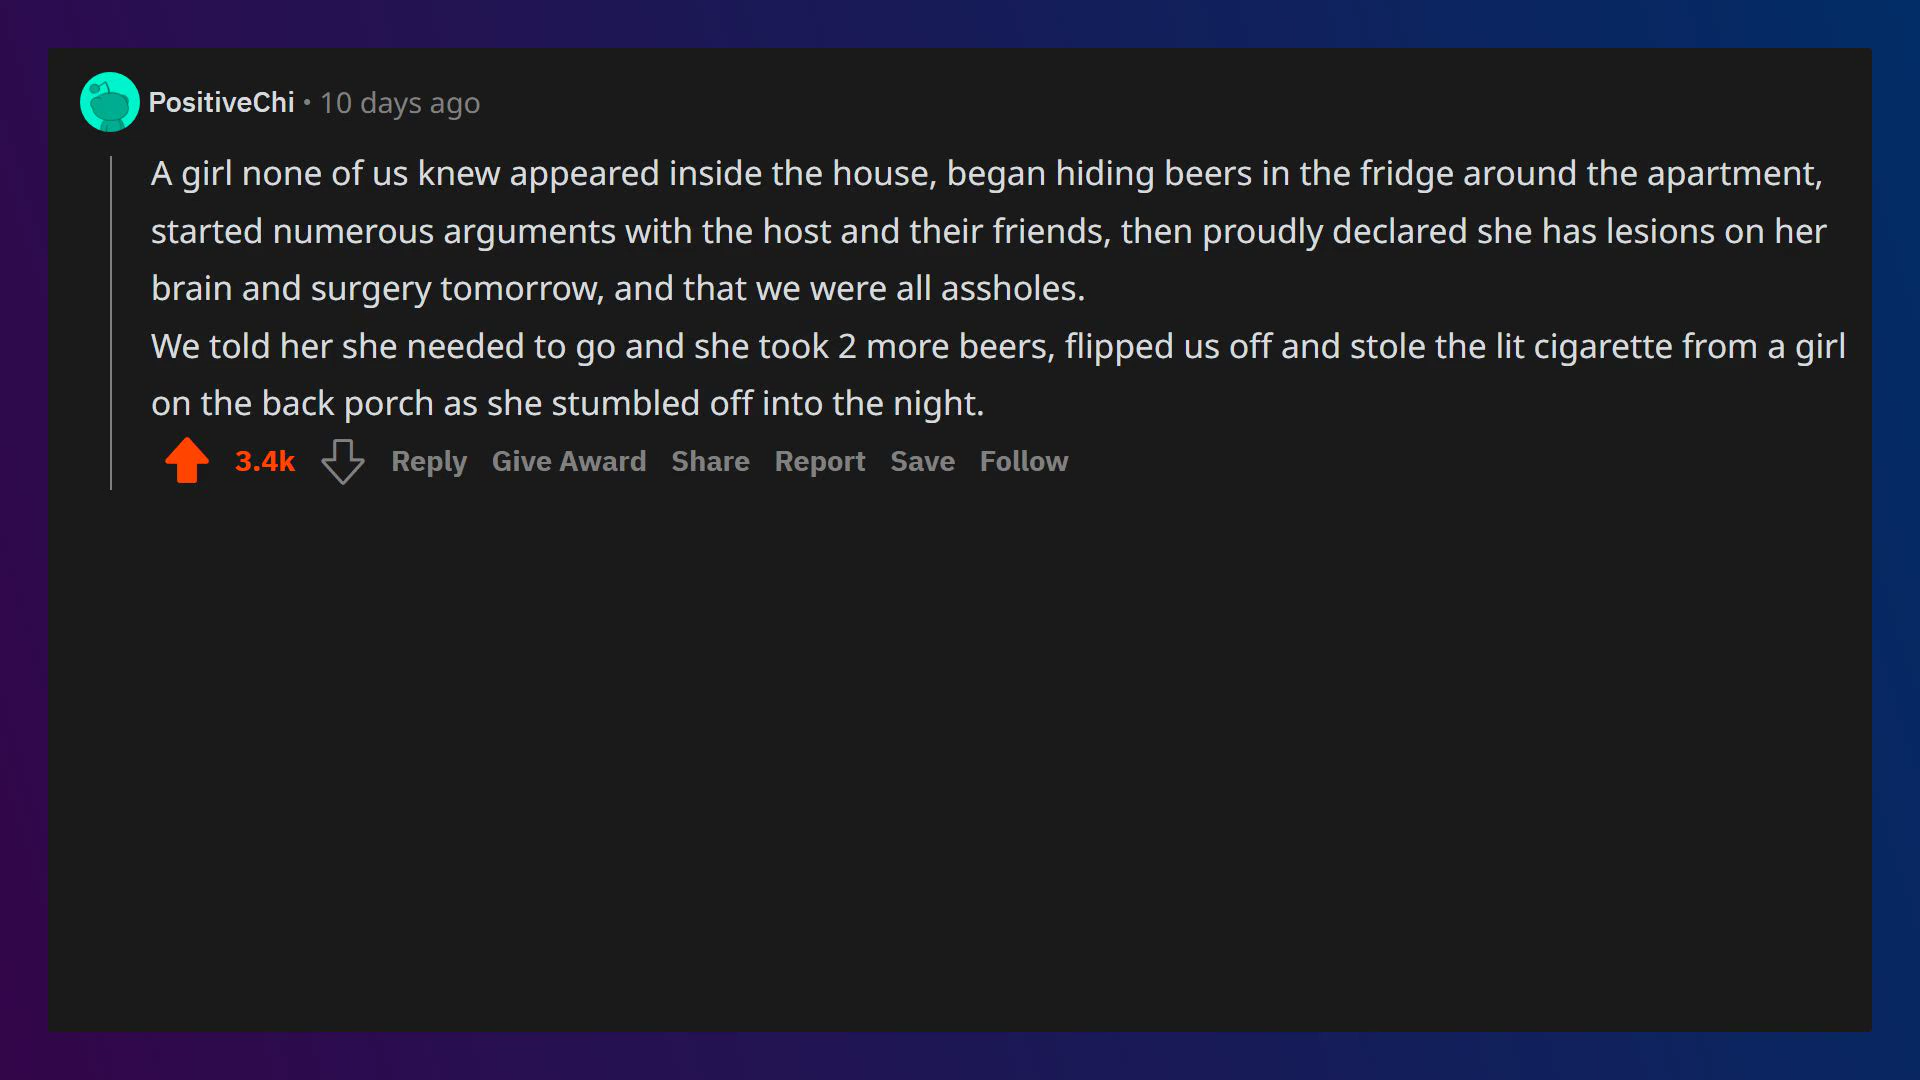 PositiveChi • 10 days ago
A girl none of us knew appeared inside the house, began hiding beers in the fridge around the apartment,
started numerous arguments with the host and their friends, then proudly declared she has lesions on her
brain and surgery tomorrow, and that we were all assholes.
We told her she needed to go and she took 2 more beers, flipped us off and stole the lit cigarette from a girl
on the back porch as she stumbled off into the night.
3.4k Reply Give Award Share Report Save Follow